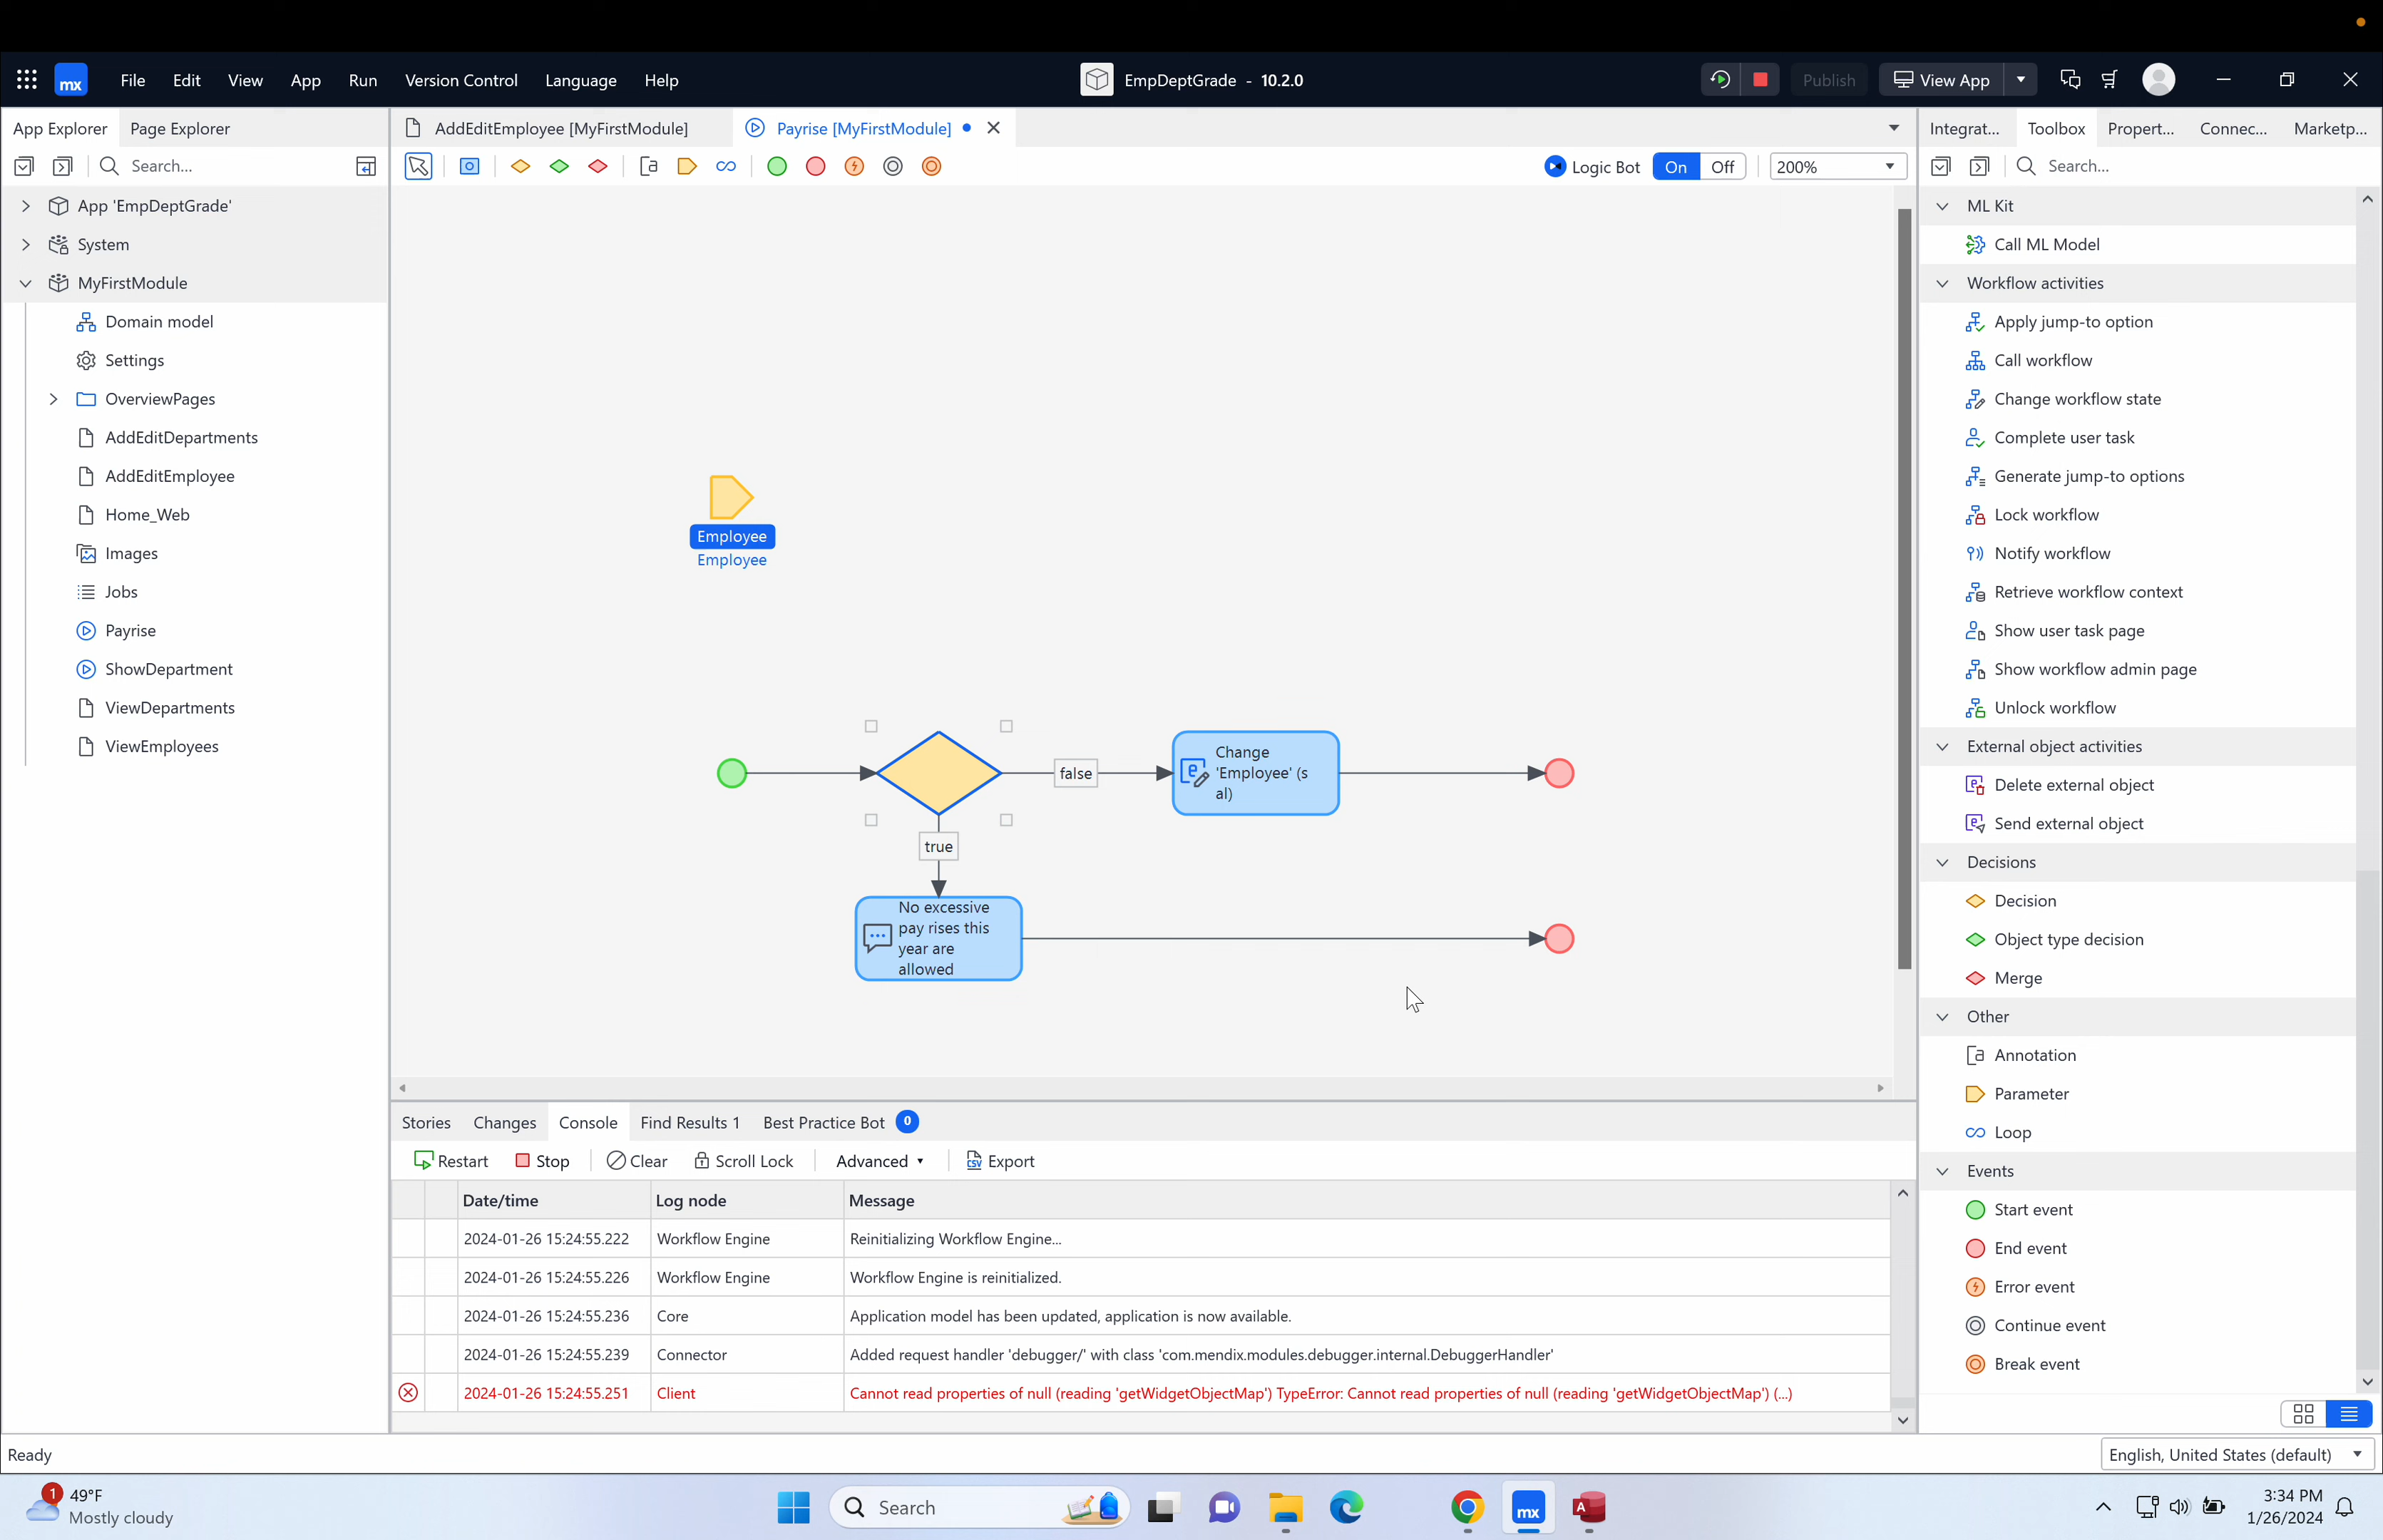 mx File Edit View App Run Version Control Language Help EmpDeptGrade - 10.2.0 Publish View App
App Explorer Page Explorer
Search...
App 'EmpDeptGrade'
System
MyFirstModule
Domain model
Settings
OverviewPages
AddEditDepartments
AddEditEmployee
Home_Web
Images
Jobs
Payrise
ShowDepartment
ViewDepartments
ViewEmployees
AddEditEmployee [MyFirstModule] Payrise [MyFirstModule]
Logic Bot On Off 200%
Employee
Employee
false
Change
'Employee' (s
al)
true
No excessive
pay rises this
year are
allowed
Stories Changes Console Find Results 1 Best Practice Bot 0
Restart Stop Clear Scroll Lock Advanced Export
Date/time Log node Message
2024-01-26 15:24:55.222 Workflow Engine Reinitializing Workflow Engine...
2024-01-26 15:24:55.226 Workflow Engine Workflow Engine is reinitialized.
2024-01-26 15:24:55.236 Core Application model has been updated, application is now available.
2024-01-26 15:24:55.239 Connector Added request handler 'debugger/' with class 'com.mendix.modules.debugger.internal.DebuggerHandler'
2024-01-26 15:24:55.251 Client Cannot read properties of null (reading 'getWidgetObjectMap') TypeError: Cannot read properties of null (reading 'getWidgetObjectMap') (...)
Integrat... Toolbox Propert... Connec... Marketp...
Search...
ML Kit
Call ML Model
Workflow activities
Apply jump-to option
Call workflow
Change workflow state
Complete user task
Generate jump-to options
Lock workflow
Notify workflow
Retrieve workflow context
Show user task page
Show workflow admin page
Unlock workflow
External object activities
Delete external object
Send external object
Decisions
Decision
Object type decision
Merge
Other
Annotation
Parameter
Loop
Events
Start event
End event
Error event
Continue event
Break event
Ready English, United States (default)
1 49°F
Mostly cloudy
Search
mx
A
3:34 PM
1/26/2024